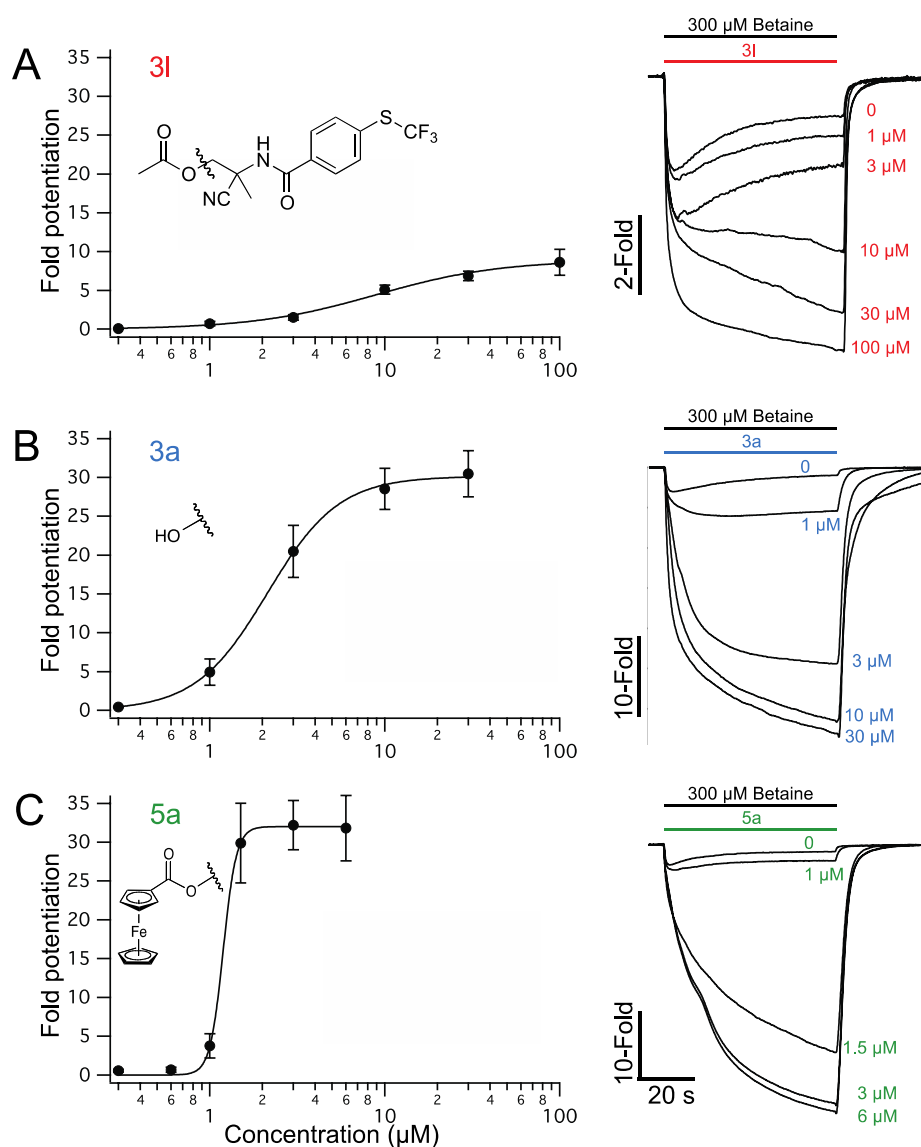 A
3l
Fold potentiation
35
30
25
20
15
10
5
0
4 6 8 2 4 6 8 2 4 6 8
1 10 100
O
O
NC
H
N
O
S
CF3
300 µM Betaine
3l
0
1 µM
3 µM
10 µM
30 µM
100 µM
2-Fold
B
3a
Fold potentiation
35
30
25
20
15
10
5
0
HO
4 6 8 2 4 6 8 2 4 6 8
1 10 100
300 µM Betaine
3a
0
1 µM
3 µM
10 µM
30 µM
10-Fold
C
5a
Fold potentiation
35
30
25
20
15
10
5
0
O
O
Fe
4 6 8 2 4 6 8 2 4 6 8
1 10 100
Concentration (µM)
300 µM Betaine
5a
0
1 µM
1.5 µM
3 µM
6 µM
10-Fold
20 s